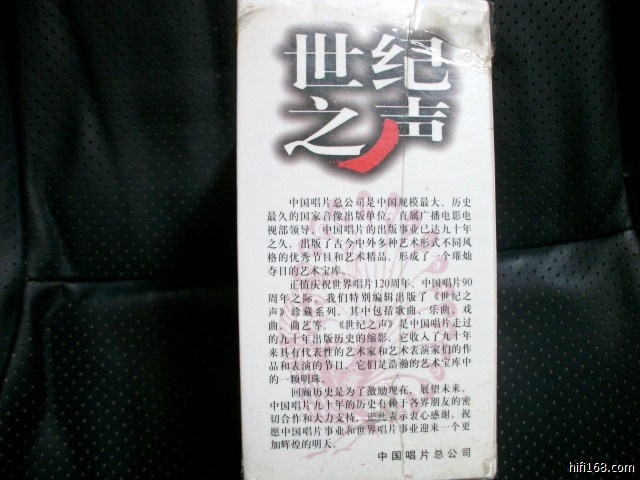 世纪
之声
中国唱片总公司是中国规模最大、历史
最久的国家音像出版单位，直属广播电影电
视部领导，中国唱片的出版事业已达九十年
之久，出版了古今中外多种艺术形式不同风
格的优秀节目和艺术精品，形成了一个璀灿
夺目的艺术宝库。
正值庆祝世界唱片120周年、中国唱片90
周年之际，我们特别编辑出版了《世纪之
声》珍藏系列，其中包括歌曲、乐曲、戏
曲、曲艺等。《世纪之声》是中国唱片走过
的九十年出版历史的缩影，它收入了九十年
来具有代表性的艺术家和艺术表演家们的作
品和表演的节目，它们是浩瀚的艺术宝库中
的一颗明珠。
回顾历史是为了激励现在，展望未来。
中国唱片九十年的历史有赖于各界朋友的密
切合作和大力支持，谨此表示衷心感谢。祝
愿中国唱片事业和世界唱片事业迎来一个更
加辉煌的明天。
中国唱片总公司
hifi168.com